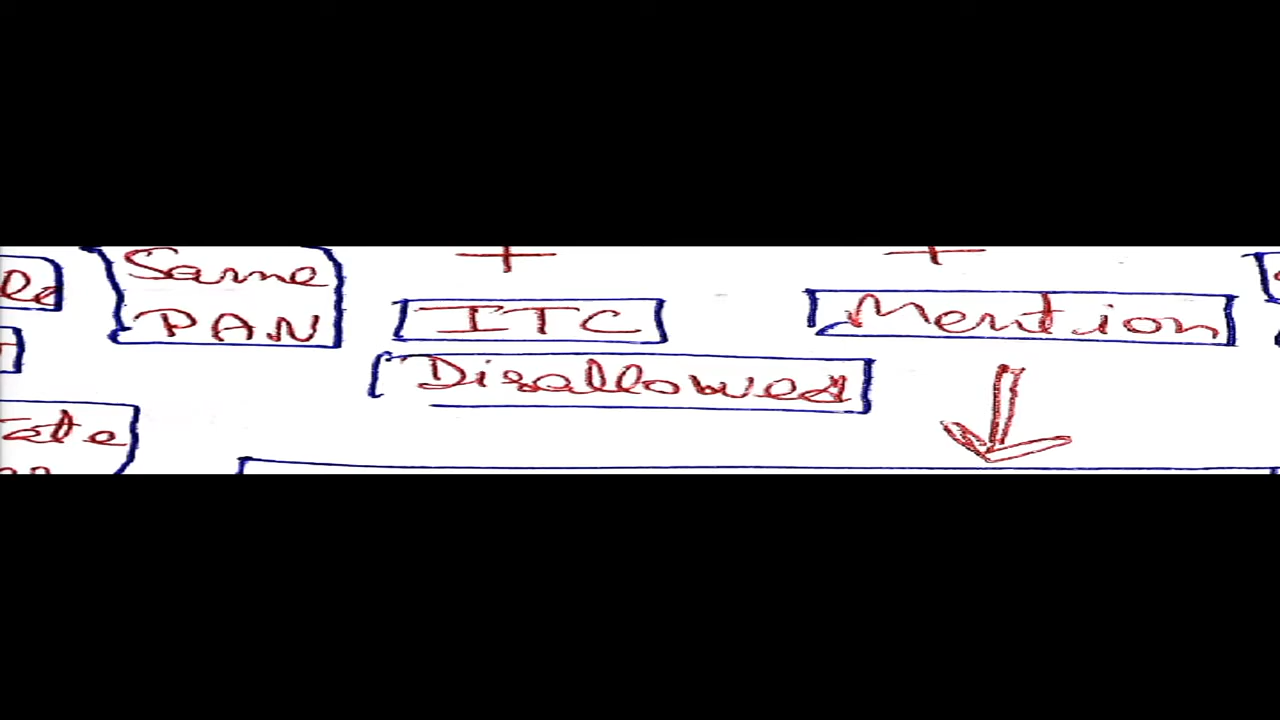 Same
PAN
+ +
ITC
Mention
Disallowed